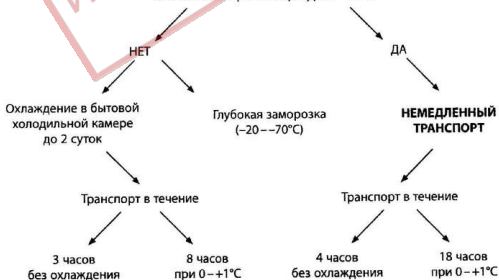 НЕТ
ДА
Охлаждение в бытовой
холодильной камере
до 2 суток
Глубокая заморозка
(–20––70°С)
НЕМЕДЛЕННЫЙ
ТРАНСПОРТ
Транспорт в течение
Транспорт в течение
3 часов
без охлаждения
8 часов
при 0–+1°С
4 часов
без охлаждения
18 часов
при 0–+1°С